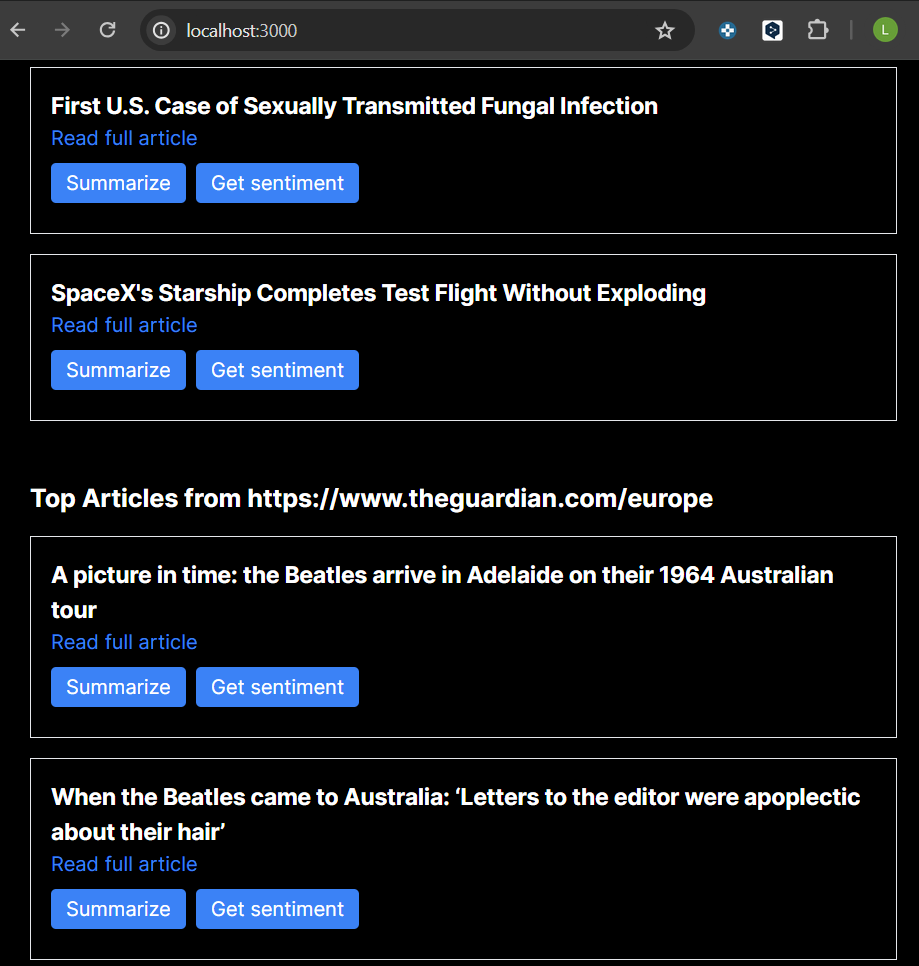 localhost:3000
L
First U.S. Case of Sexually Transmitted Fungal Infection
Read full article
Summarize Get sentiment
SpaceX's Starship Completes Test Flight Without Exploding
Read full article
Summarize Get sentiment
Top Articles from https://www.theguardian.com/europe
A picture in time: the Beatles arrive in Adelaide on their 1964 Australian
tour
Read full article
Summarize Get sentiment
When the Beatles came to Australia: ‘Letters to the editor were apoplectic
about their hair’
Read full article
Summarize Get sentiment